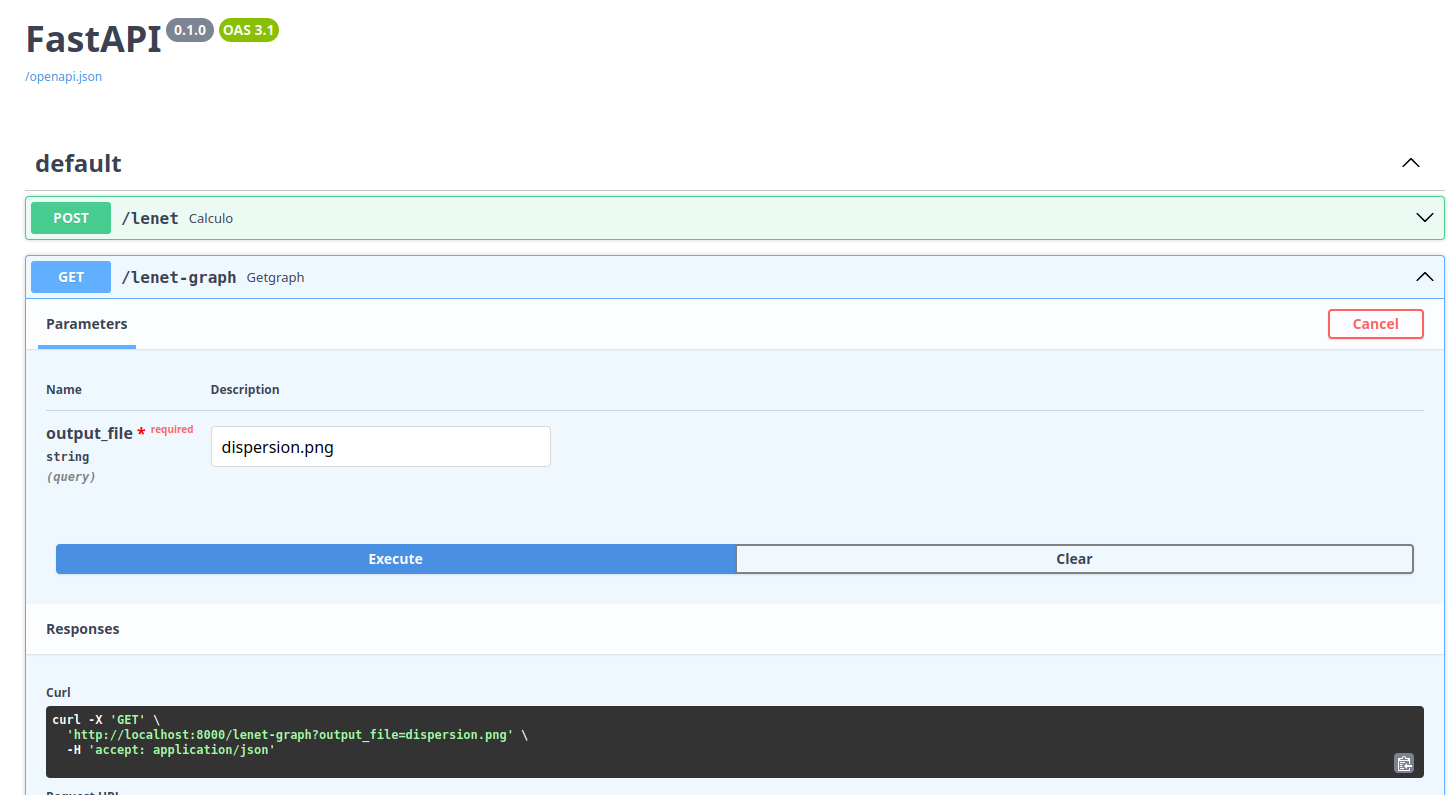 FastAPI 0.1.0 OAS 3.1
/openapi.json
default
POST /lenet Calculo
GET /lenet-graph Getgraph
Parameters Cancel
Name Description
output_file * required
string
(query)
dispersion.png
Execute Clear
Responses
Curl
curl -X 'GET' \
'http://localhost:8000/lenet-graph?output_file=dispersion.png' \
-H 'accept: application/json'
Request URL